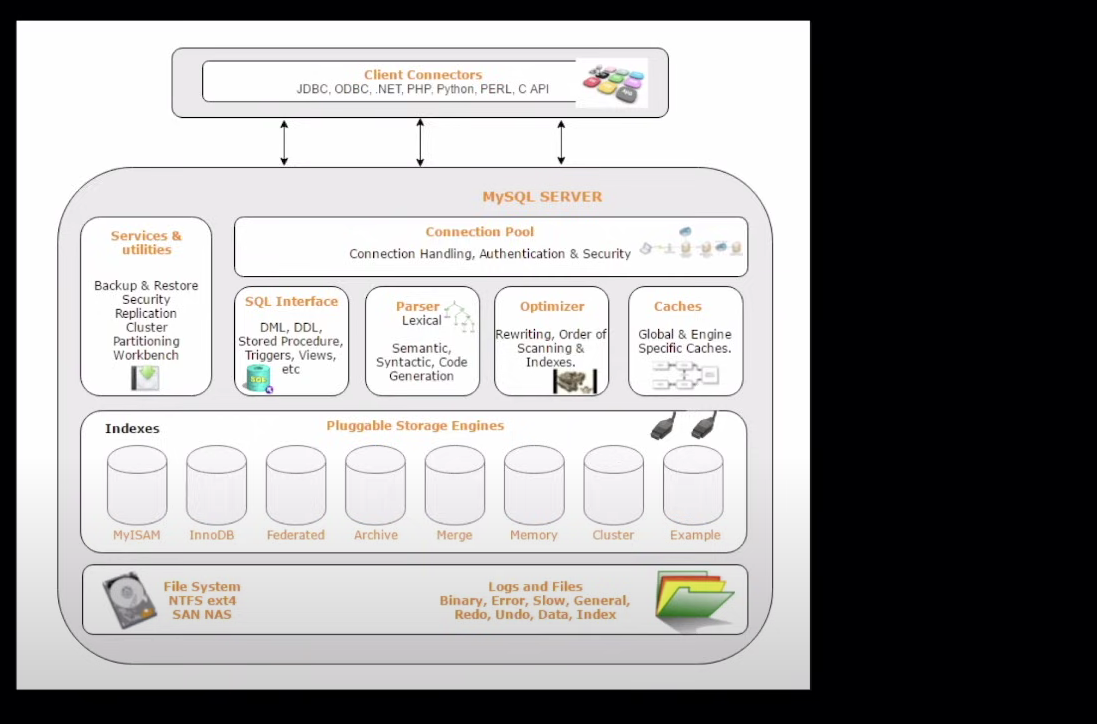 Client Connectors
JDBC, ODBC, .NET, PHP, Python, PERL, C API
MySQL SERVER
Services &
utilities
Backup & Restore
Security
Replication
Cluster
Partitioning
Workbench
Connection Pool
Connection Handling, Authentication & Security
SQL Interface
DML, DDL,
Stored Procedure,
Triggers, Views,
etc
SQL
Parser
Lexical
Semantic,
Syntactic, Code
Generation
Optimizer
Rewriting, Order of
Scanning &
Indexes.
Caches
Global & Engine
Specific Caches.
Indexes
Pluggable Storage Engines
MyISAM
InnoDB
Federated
Archive
Merge
Memory
Cluster
Example
File System
NTFS ext4
SAN NAS
Logs and Files
Binary, Error, Slow, General,
Redo, Undo, Data, Index